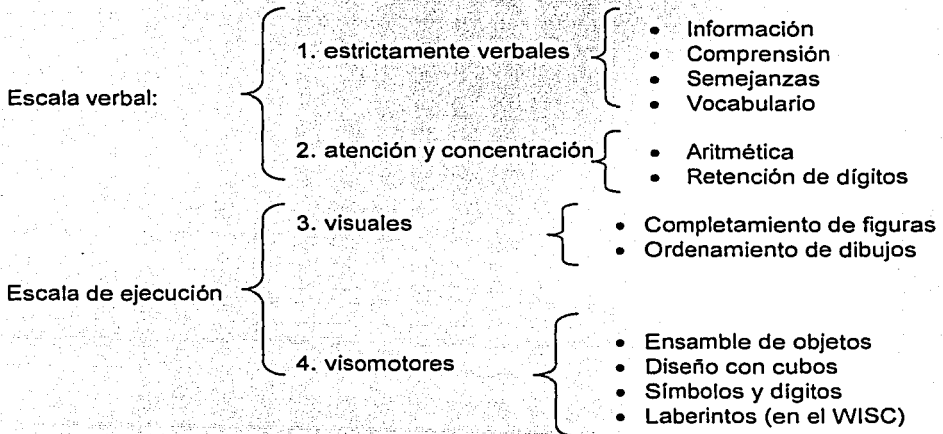 Escala verbal:
1. estrictamente verbales
• Información
• Comprensión
• Semejanzas
• Vocabulario
2. atención y concentración
• Aritmética
• Retención de dígitos
Escala de ejecución
3. visuales
• Completamiento de figuras
• Ordenamiento de dibujos
4. visomotores
• Ensamble de objetos
• Diseño con cubos
• Símbolos y dígitos
• Laberintos (en el WISC)